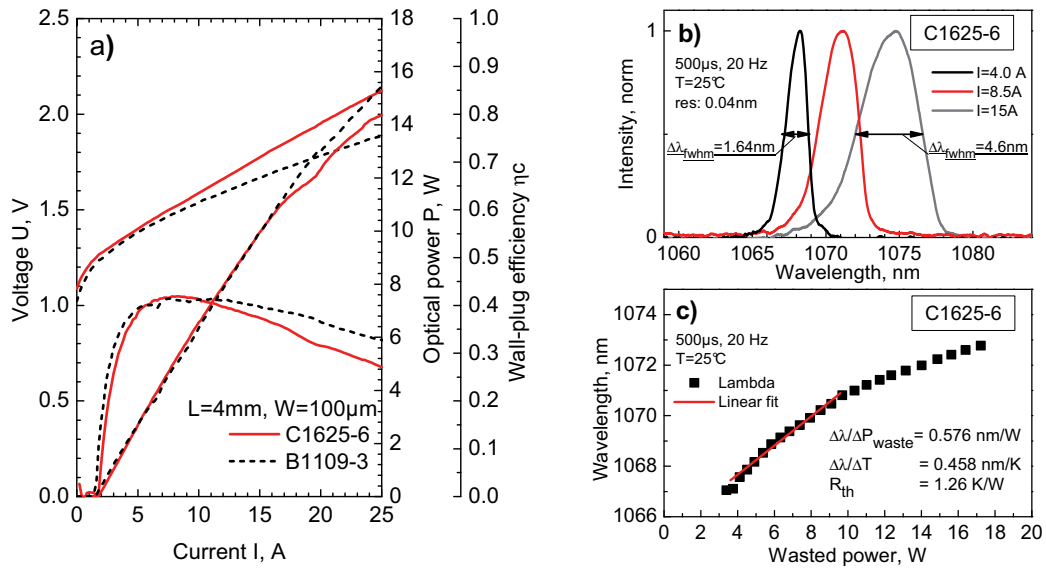 a)
Voltage U, V
2.5
2.0
1.5
1.0
0.5
0.0
0 5 10 15 20 25
Current I, A
18
16
14
12
10
8
6
4
2
0
Optical power P, W
1.0
0.9
0.8
0.7
0.6
0.5
0.4
0.3
0.2
0.1
0.0
Wall-plug efficiency ηc
L=4mm, W=100µm
C1625-6
B1109-3
b)
C1625-6
500µs, 20 Hz
T=25℃
res: 0.04nm
I=4.0 A
I=8.5A
I=15A
Δλfwhm=1.64nm
Δλfwhm=4.6nm
Intensity, norm
1
0
1060 1065 1070 1075 1080
Wavelength, nm
c)
C1625-6
500µs, 20 Hz
T=25℃
Lambda
Linear fit
Δλ/ΔPwaste= 0.576 nm/W
Δλ/ΔT = 0.458 nm/K
Rth = 1.26 K/W
Wavelength, nm
1074
1072
1070
1068
1066
0 2 4 6 8 10 12 14 16 18 20
Wasted power, W